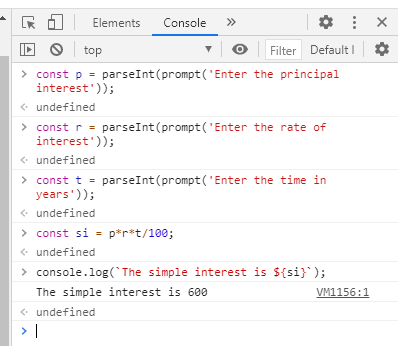 Elements Console »
top Filter Default l
> const p = parseInt(prompt('Enter the principal
interest'));
undefined
> const r = parseInt(prompt('Enter the rate of
interest'));
undefined
> const t = parseInt(prompt('Enter the time in
years'));
undefined
> const si = p*r*t/100;
undefined
> console.log(`The simple interest is ${si}`);
The simple interest is 600 VM1156:1
undefined
>